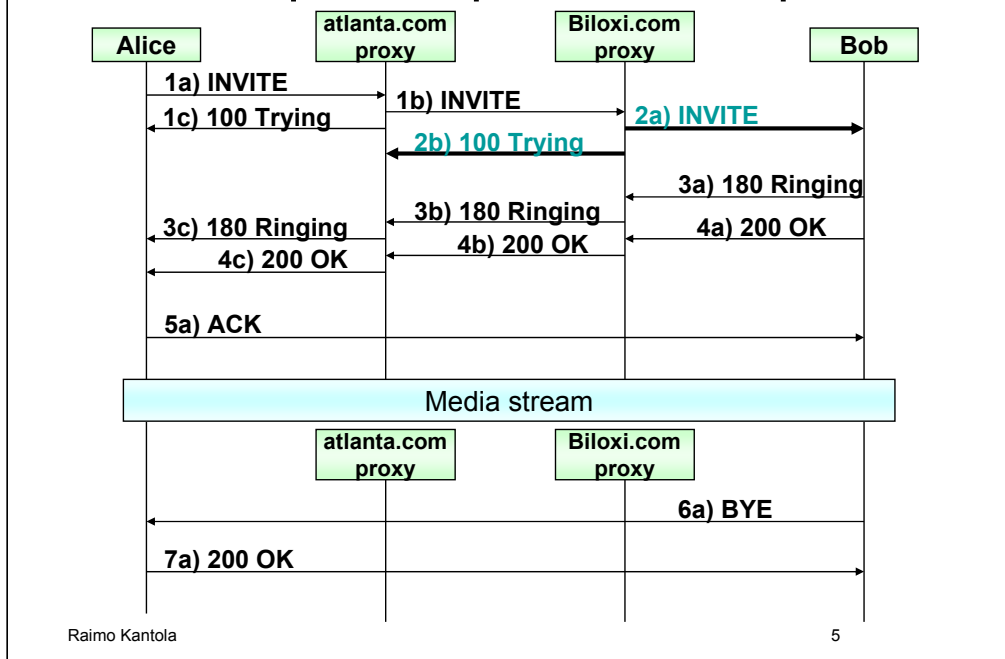 Alice
atlanta.com
proxy
Biloxi.com
proxy
Bob
1a) INVITE
1b) INVITE
1c) 100 Trying
2a) INVITE
2b) 100 Trying
3a) 180 Ringing
3b) 180 Ringing
3c) 180 Ringing
4a) 200 OK
4b) 200 OK
4c) 200 OK
5a) ACK
Media stream
atlanta.com
proxy
Biloxi.com
proxy
6a) BYE
7a) 200 OK
Raimo Kantola
5